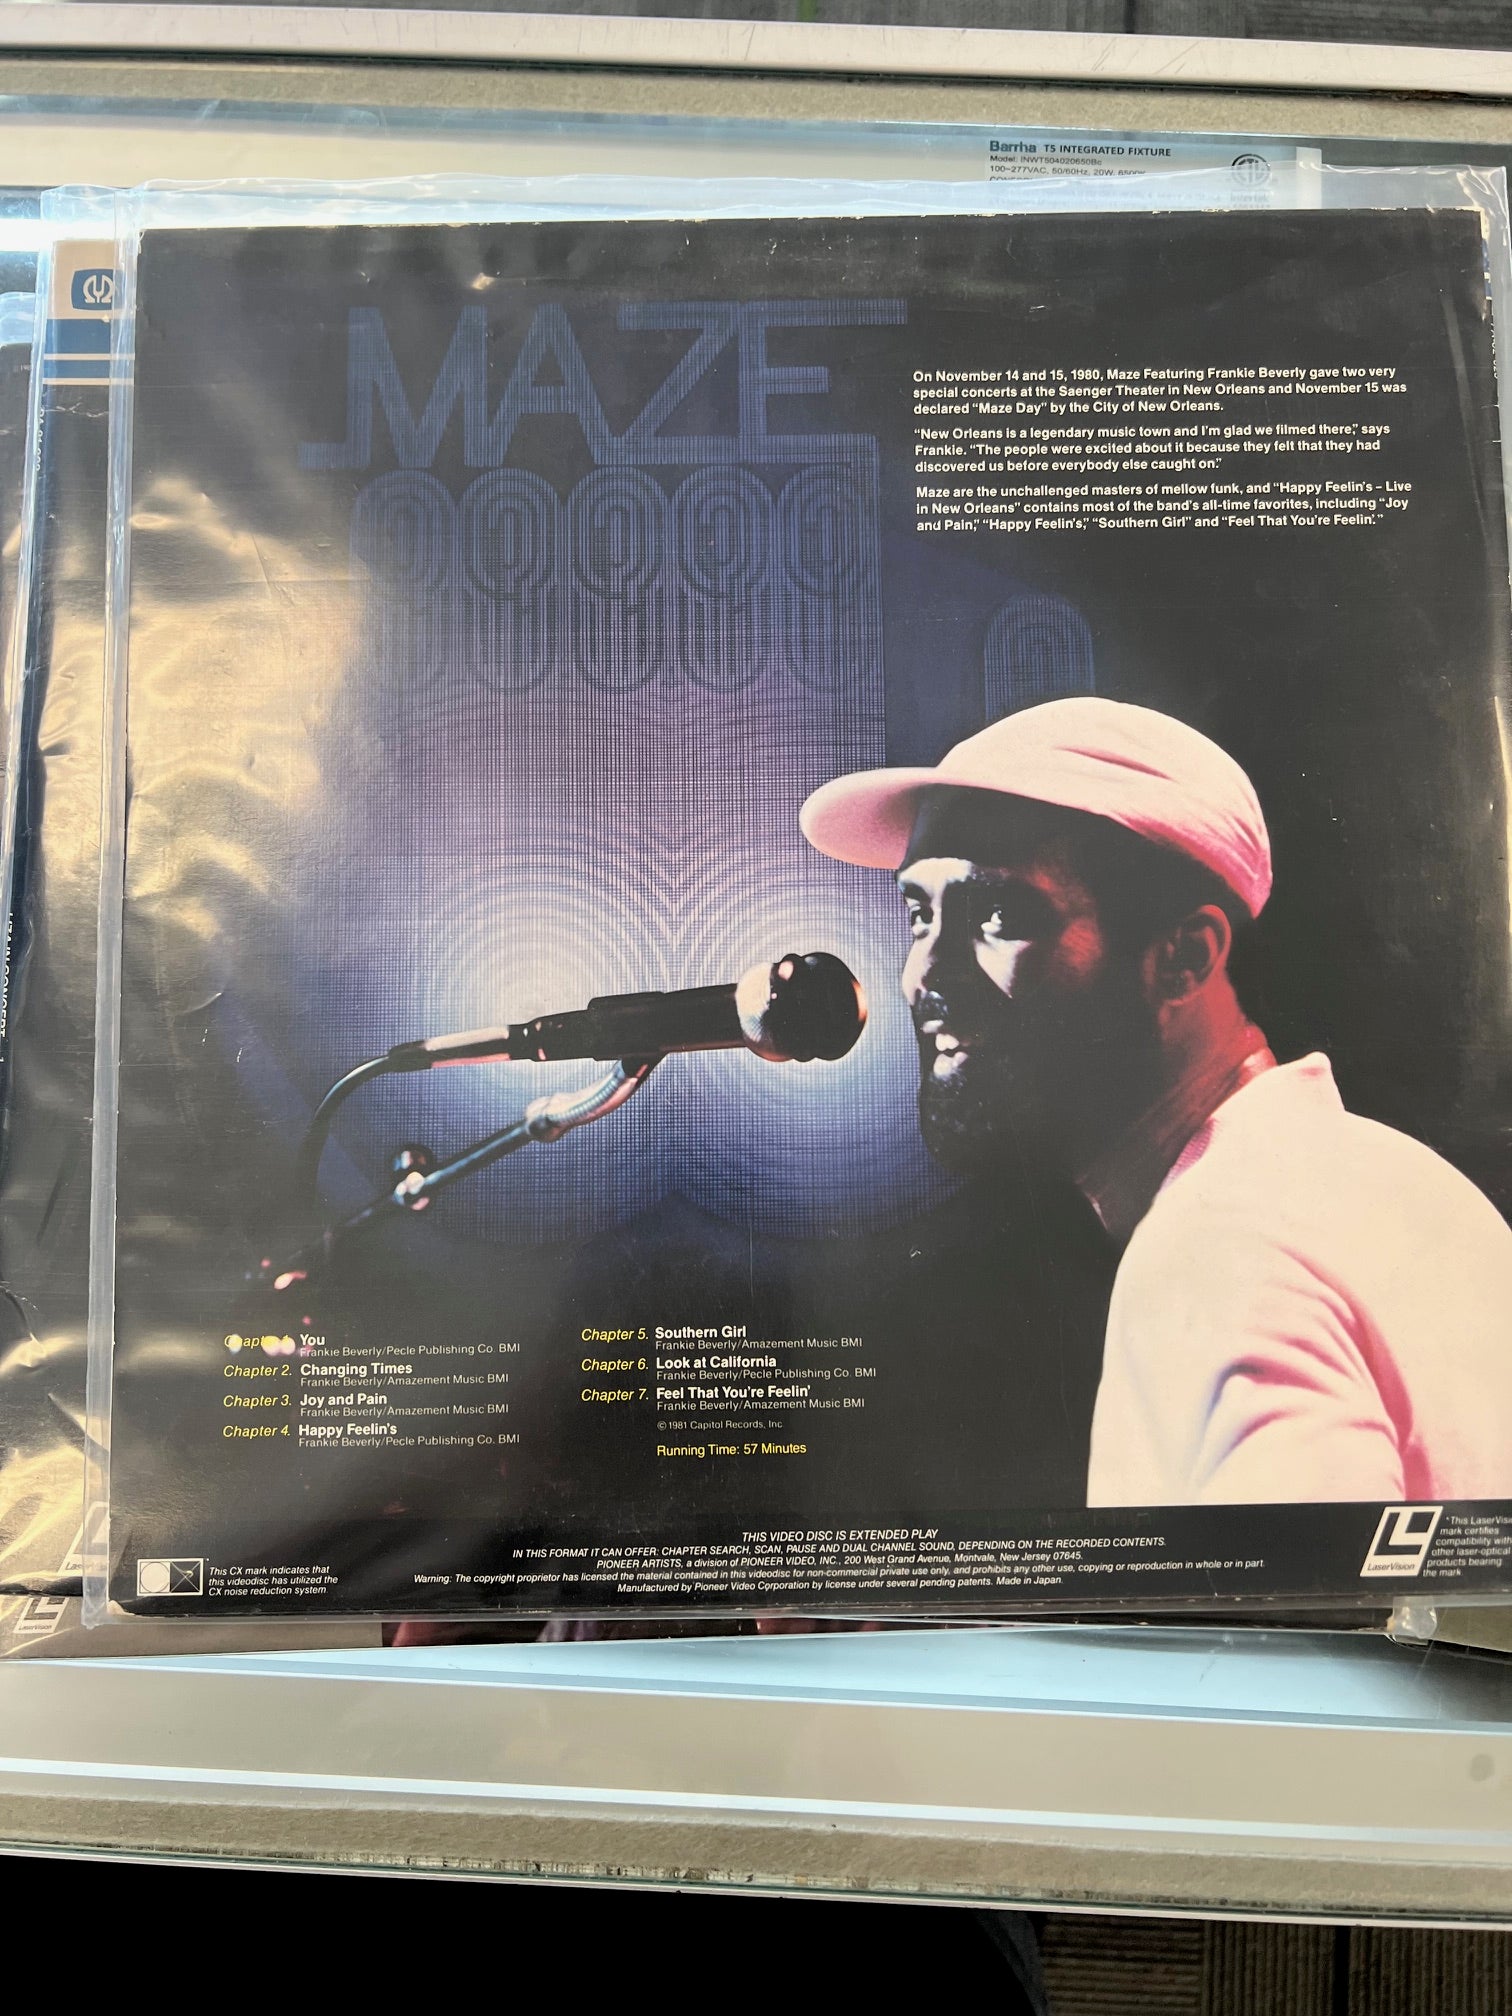 Barrha T5 INTEGRATED FIXTURE
Model: INWT504020650Bc
100~277VAC, 50/60Hz, 20W,
MAZE
On November 14 and 15, 1980, Maze Featuring Frankie Beverly gave two very
special concerts at the Saenger Theater in New Orleans and November 15 was
declared “Maze Day” by the City of New Orleans.
“New Orleans is a legendary music town and I'm glad we filmed there,” says
Frankie. “The people were excited about it because they felt that they had
discovered us before everybody else caught on.”
Maze are the unchallenged masters of mellow funk, and “Happy Feelin's – Live
in New Orleans” contains most of the band's all-time favorites, including “Joy
and Pain,” “Happy Feelin's,” “Southern Girl” and “Feel That You're Feelin'.”
Chapter 1. You
Frankie Beverly/Pecle Publishing Co. BMI
Chapter 2. Changing Times
Frankie Beverly/Amazement Music BMI
Chapter 3. Joy and Pain
Frankie Beverly/Amazement Music BMI
Chapter 4. Happy Feelin's
Frankie Beverly/Pecle Publishing Co. BMI
Chapter 5. Southern Girl
Frankie Beverly/Amazement Music BMI
Chapter 6. Look at California
Frankie Beverly/Pecle Publishing Co. BMI
Chapter 7. Feel That You're Feelin'
Frankie Beverly/Amazement Music BMI
© 1981 Capitol Records, Inc.
Running Time: 57 Minutes
THIS VIDEO DISC IS EXTENDED PLAY
IN THIS FORMAT IT CAN OFFER: CHAPTER SEARCH, SCAN, PAUSE AND DUAL CHANNEL SOUND, DEPENDING ON THE RECORDED CONTENTS.
PIONEER ARTISTS, a division of PIONEER VIDEO, INC., 200 West Grand Avenue, Montvale, New Jersey 07645.
Warning: The copyright proprietor has licensed the material contained in this videodisc for non-commercial private use only, and prohibits any other use, copying or reproduction in whole or in part.
Manufactured by Pioneer Video Corporation by license under several pending patents. Made in Japan.
This CX mark indicates that
this videodisc has utilized the
CX noise reduction system
LaserVision
mark certifies
compatibility with
other laser-optical
products bearing
the mark.
LaserVision